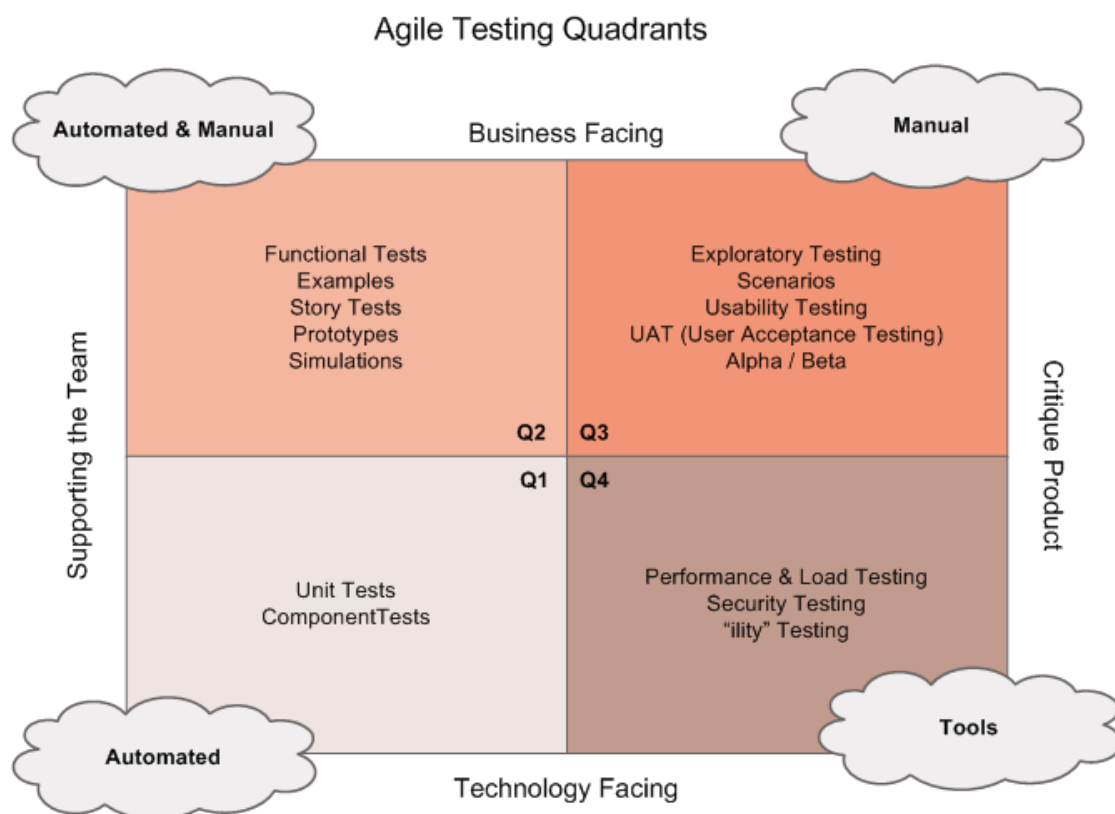 Agile Testing Quadrants
Automated & Manual
Business Facing
Manual
Functional Tests
Examples
Story Tests
Prototypes
Simulations
Exploratory Testing
Scenarios
Usability Testing
UAT (User Acceptance Testing)
Alpha / Beta
Supporting the Team
Critique Product
Q2
Q3
Q1
Q4
Unit Tests
ComponentTests
Performance & Load Testing
Security Testing
“ility” Testing
Automated
Tools
Technology Facing